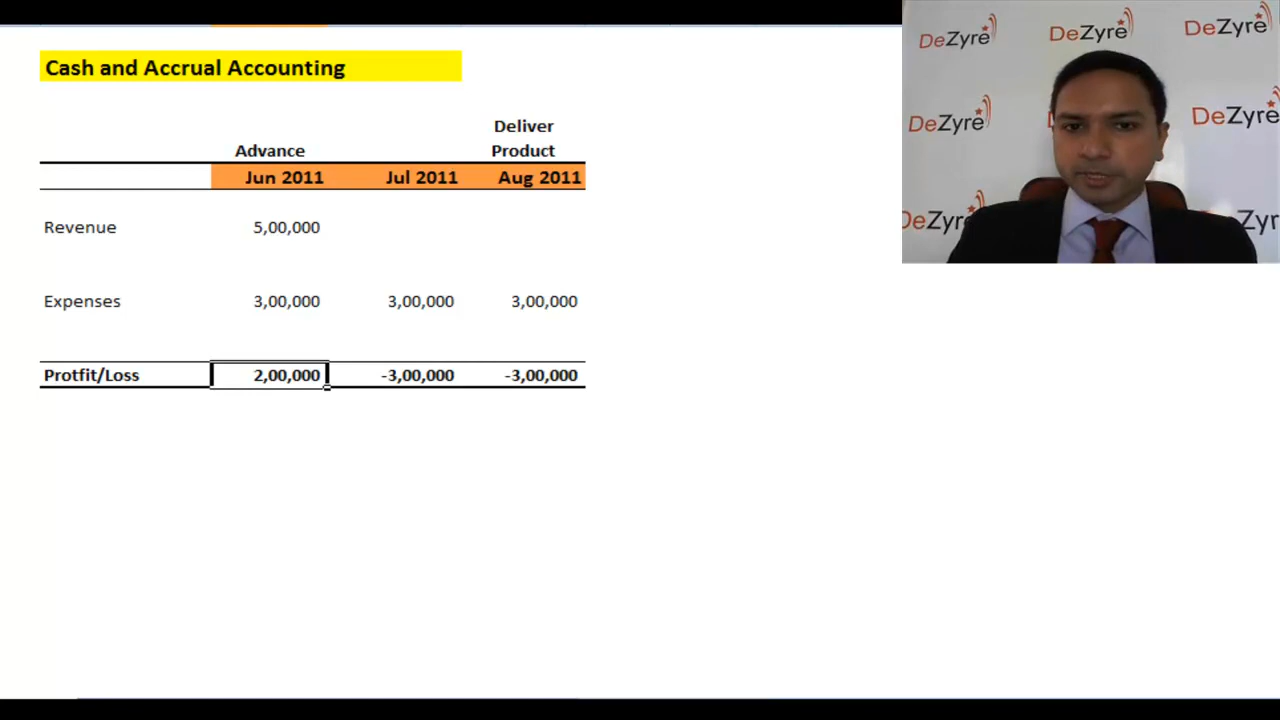 Cash and Accrual Accounting
Deliver
Advance Product
Jun 2011 Jul 2011 Aug 2011
Revenue 5,00,000
Expenses 3,00,000 3,00,000 3,00,000
Protfit/Loss 2,00,000 -3,00,000 -3,00,000
DeZyre DeZyre DeZyre
DeZyre DeZyre
DeZyre